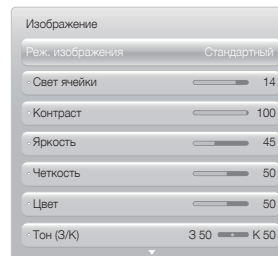 Изображение
Реж. изображения Стандартный
Свет ячейки 14
Контраст 100
Яркость 45
Четкость 50
Цвет 50
Тон (З/К) З 50 К 50